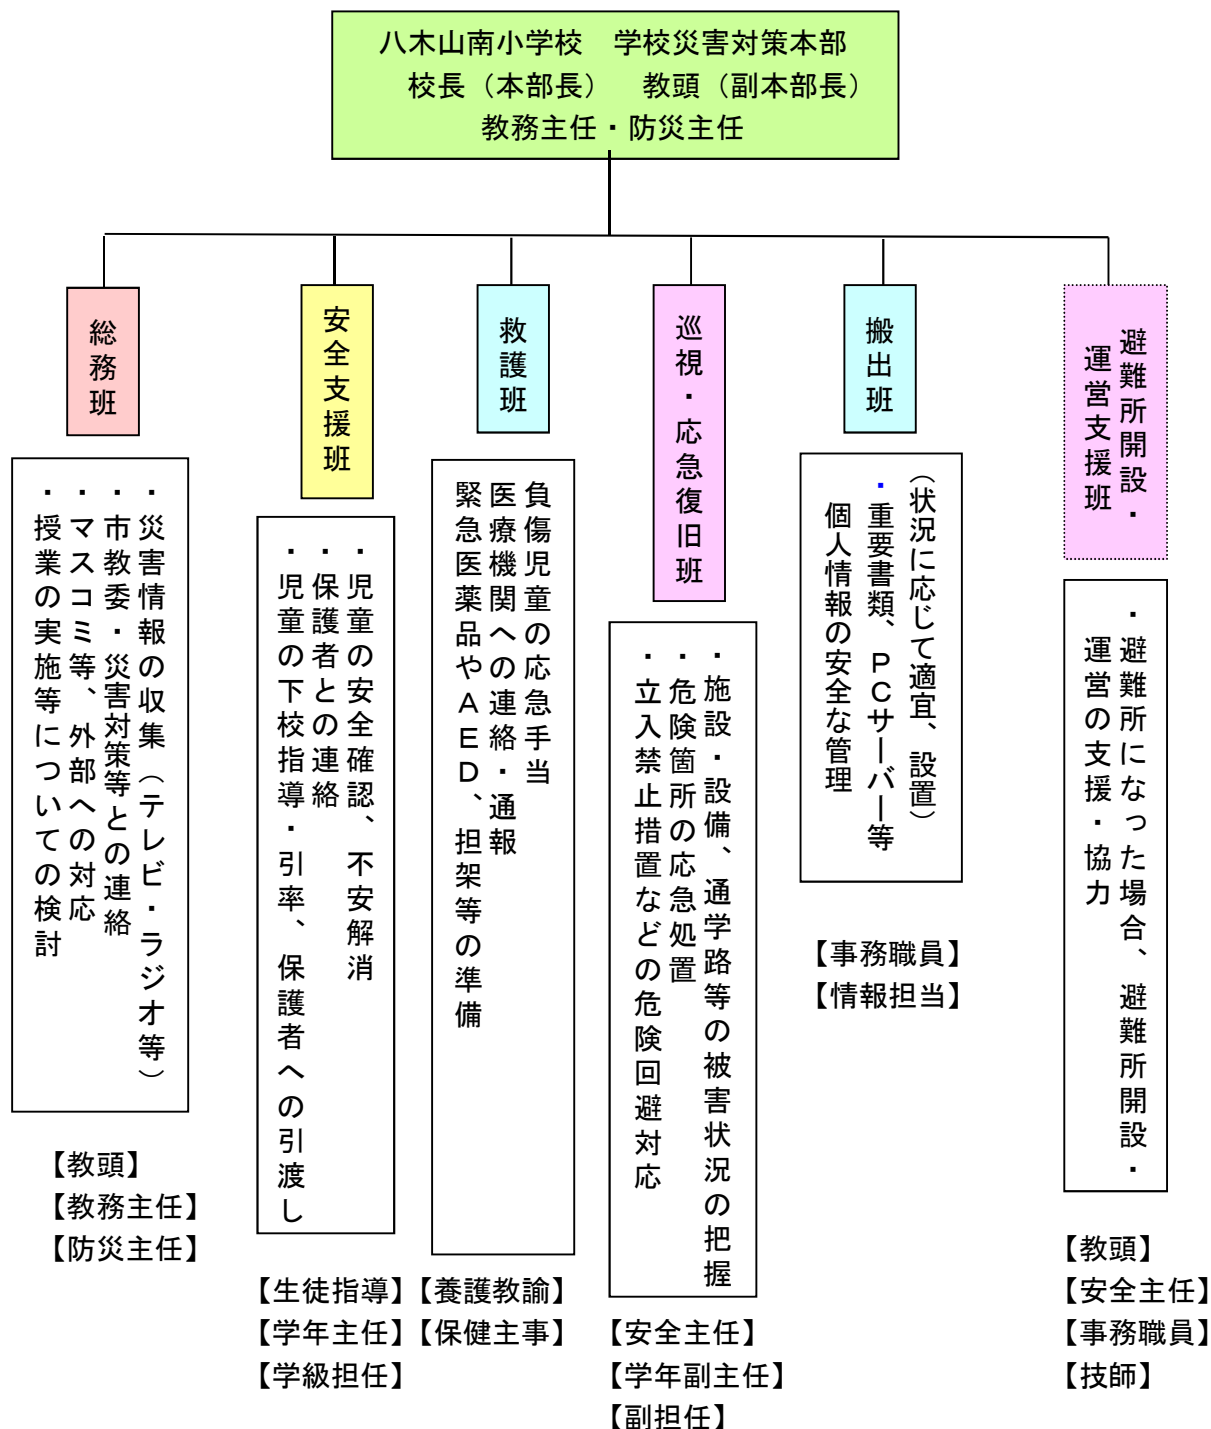 八木山南小学校　学校災害対策本部
校長（本部長）　教頭（副本部長）
教務主任・防災主任
総務班
・災害情報の収集（テレビ・ラジオ等）
・市教委・災害対策等との連絡
・マスコミ等、外部への対応
・授業の実施等についての検討
【教頭】
【教務主任】
【防災主任】
安全支援班
・児童の安全確認、不安解消
・保護者との連絡
・児童の下校指導・引率、保護者への引渡し
【生徒指導】
【学年主任】
【学級担任】
救護班
負傷児童の応急手当
医療機関への連絡・通報
緊急医薬品やＡＥＤ、担架等の準備
【養護教諭】
【保健主事】
巡視・応急復旧班
・施設・設備、通学路等の被害状況の把握
・危険箇所の応急処置
・立入禁止措置などの危険回避対応
【安全主任】
【学年副主任】
【副担任】
搬出班
（状況に応じて適宜、設置）
・重要書類、ＰＣサーバー等
個人情報の安全な管理
【事務職員】
【情報担当】
避難所開設・
運営支援班
・避難所になった場合、避難所開設・
運営の支援・協力
【教頭】
【安全主任】
【事務職員】
【技師】